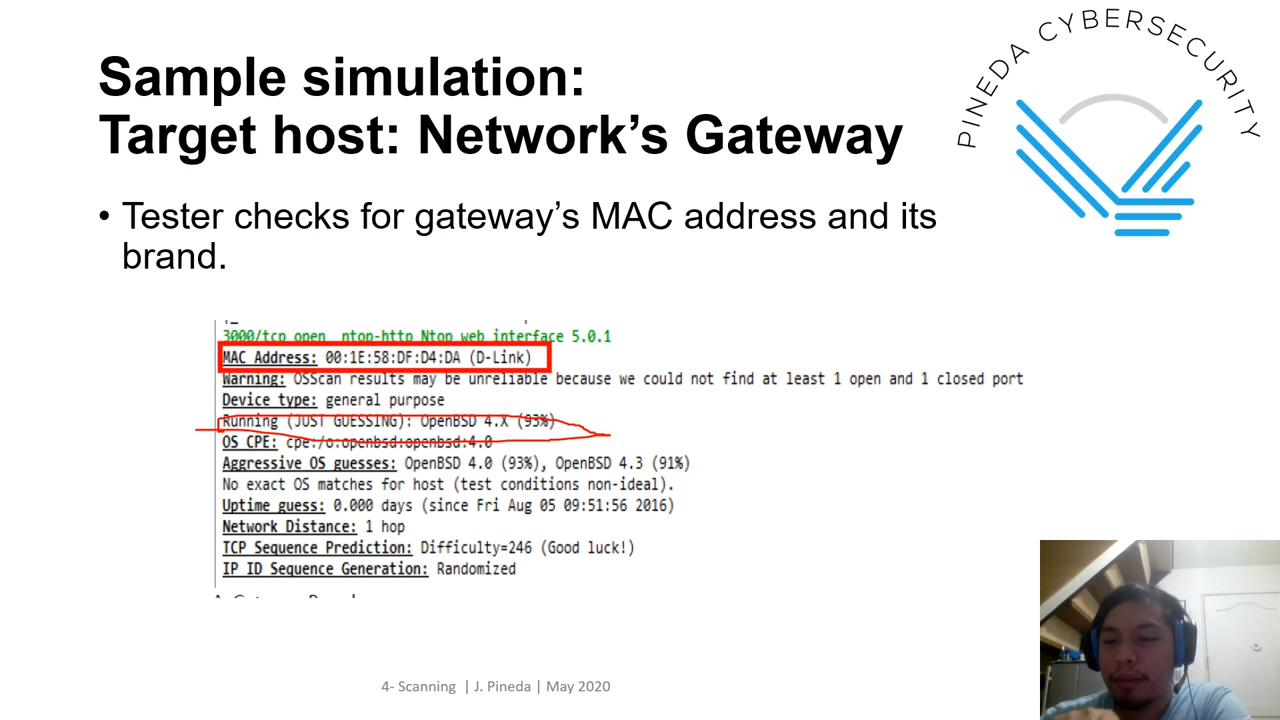 PINEDA CYBERSECURITY
Sample simulation:
Target host: Network’s Gateway
• Tester checks for gateway’s MAC address and its
brand.
3000/tcp open  ntop-http Ntop web interface 5.0.1
MAC Address: 00:1E:58:DF:D4:DA (D-Link)
Warning: OSScan results may be unreliable because we could not find at least 1 open and 1 closed port
Device type: general purpose
Running (JUST GUESSING): OpenBSD 4.X (93%)
OS CPE: cpe:/o:openbsd:openbsd:4.0
Aggressive OS guesses: OpenBSD 4.0 (93%), OpenBSD 4.3 (91%)
No exact OS matches for host (test conditions non-ideal).
Uptime guess: 0.000 days (since Fri Aug 05 09:51:56 2016)
Network Distance: 1 hop
TCP Sequence Prediction: Difficulty=246 (Good luck!)
IP ID Sequence Generation: Randomized
4- Scanning | J. Pineda | May 2020